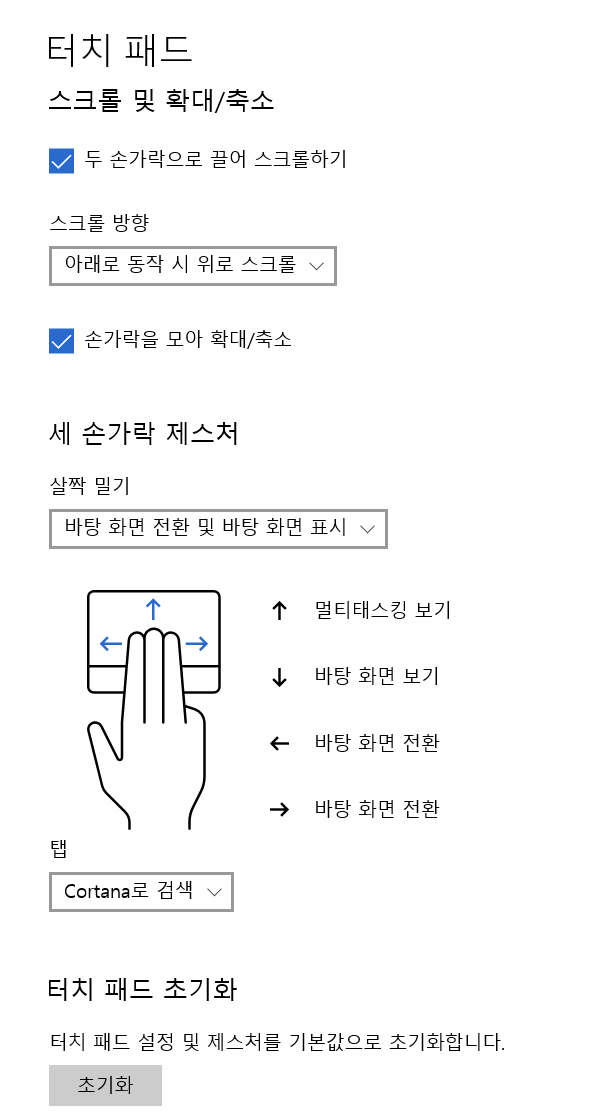 터치 패드
스크롤 및 확대/축소
두 손가락으로 끌어 스크롤하기
스크롤 방향
아래로 동작 시 위로 스크롤
손가락을 모아 확대/축소
세 손가락 제스처
살짝 밀기
바탕 화면 전환 및 바탕 화면 표시
↑ 멀티태스킹 보기
↓ 바탕 화면 보기
← 바탕 화면 전환
→ 바탕 화면 전환
탭
Cortana로 검색
터치 패드 초기화
터치 패드 설정 및 제스처를 기본값으로 초기화합니다.
초기화